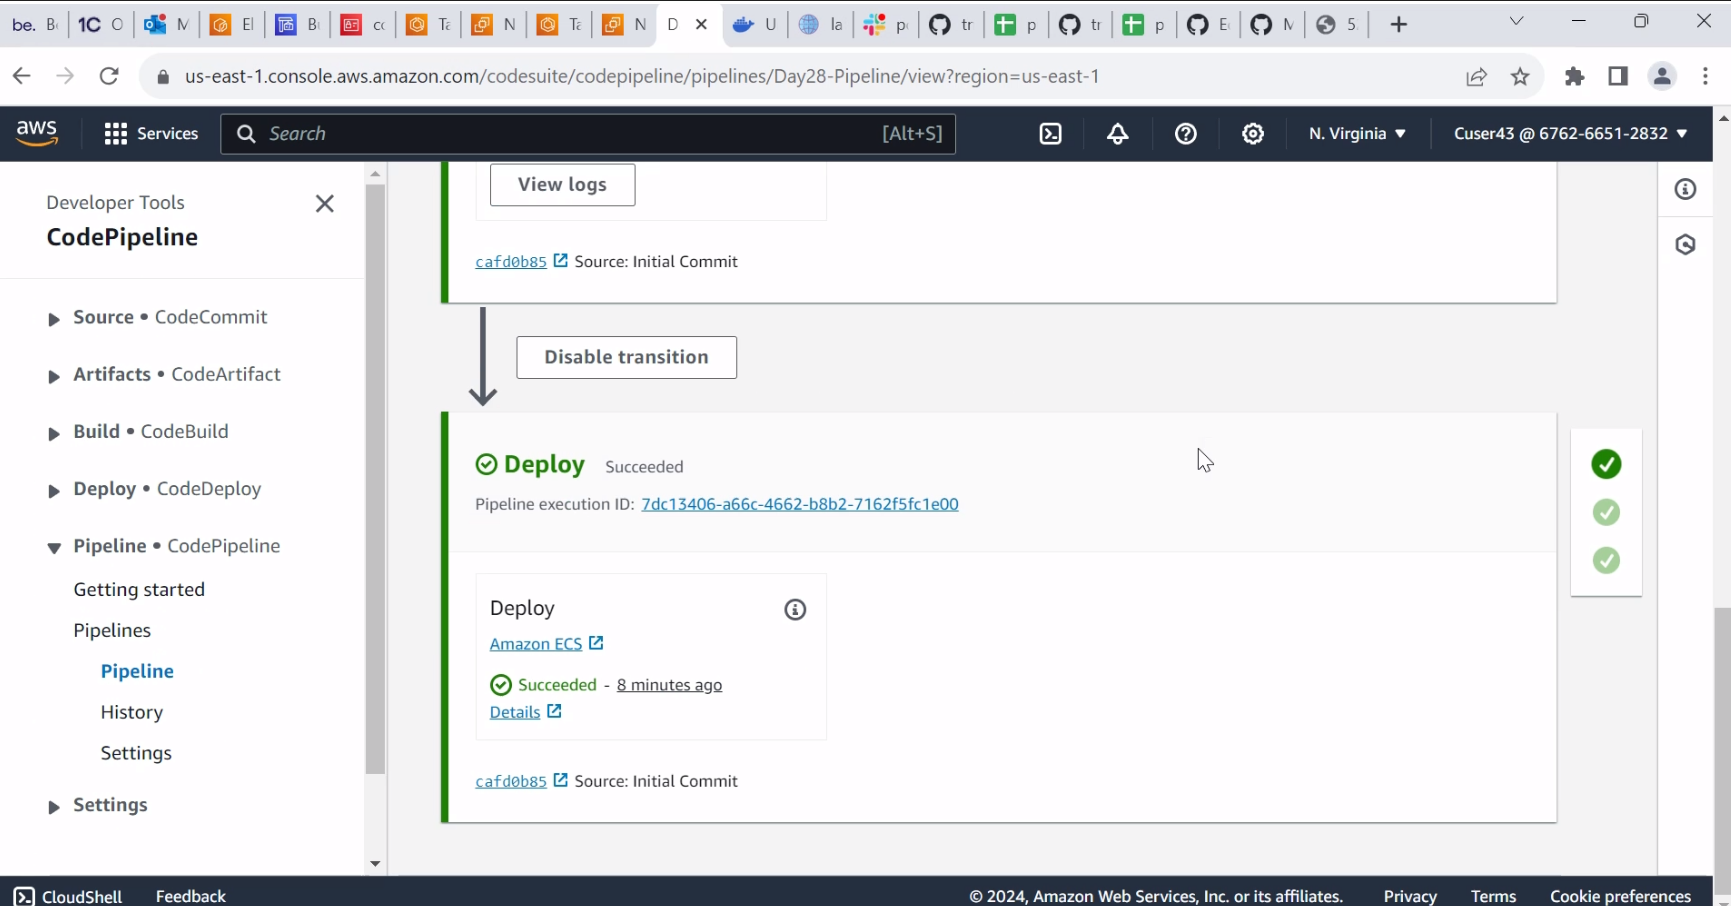 be. B
1C O
M
El
B
co
Ta
N
Ta
N
D
U
la
p
tr
p
tr
p
E
M
5
us-east-1.console.aws.amazon.com/codesuite/codepipeline/pipelines/Day28-Pipeline/view?region=us-east-1
aws
Services
Search
[Alt+S]
N. Virginia
Cuser43 @ 6762-6651-2832
Developer Tools
CodePipeline
Source • CodeCommit
Artifacts • CodeArtifact
Build • CodeBuild
Deploy • CodeDeploy
Pipeline • CodePipeline
Getting started
Pipelines
Pipeline
History
Settings
Settings
View logs
cafd0b85 Source: Initial Commit
Disable transition
Deploy Succeeded
Pipeline execution ID: 7dc13406-a66c-4662-b8b2-7162f5fc1e00
Deploy
Amazon ECS
Succeeded - 8 minutes ago
Details
cafd0b85 Source: Initial Commit
CloudShell
Feedback
© 2024, Amazon Web Services, Inc. or its affiliates.
Privacy
Terms
Cookie preferences